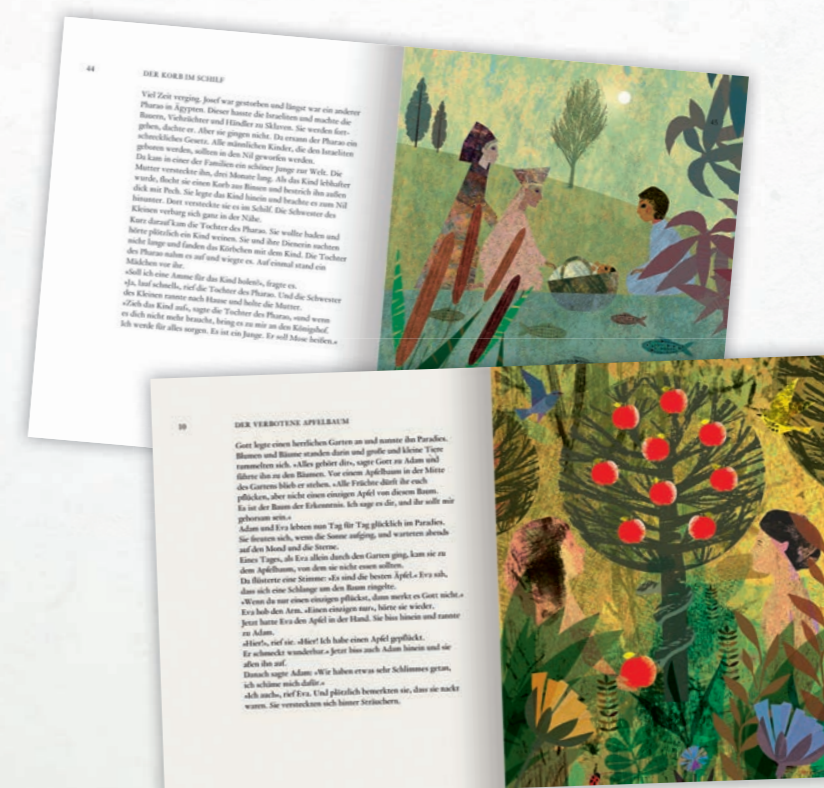 44
DER KORB IM SCHILF
Viel Zeit verging. Josef war gestorben und längst war ein anderer
Pharao in Ägypten. Dieser hasste die Israeliten und machte die
Bauern, Viehzüchter und Händler zu Sklaven. Sie werden fort-
gehen, dachte er. Aber sie gingen nicht. Da ersann der Pharao ein
schreckliches Gesetz. Alle männlichen Kinder, die den Israeliten
geboren werden, sollten in den Nil geworfen werden.
Da kam in einer der Familien ein schöner Junge zur Welt. Die
Mutter versteckte ihn, drei Monate lang. Als das Kind lebhafter
wurde, flocht sie einen Korb aus Binsen und bestrich ihn außen
dick mit Pech. Sie legte das Kind hinein und brachte es zum Nil
hinunter. Dort versteckte sie es im Schilf. Die Schwester des
Kleinen verbarg sich ganz in der Nähe.
Kurz darauf kam die Tochter des Pharao. Sie wollte baden und
hörte plötzlich ein Kind weinen. Sie und ihre Dienerin suchten
nicht lange und fanden das Körbchen mit dem Kind. Die Tochter
des Pharao nahm es auf und wiegte es. Auf einmal stand ein
Mädchen vor ihr.
»Soll ich eine Amme für das Kind holen?«, fragte es.
»Ja, lauf schnell«, rief die Tochter des Pharao. Und die Schwester
des Kleinen rannte nach Hause und holte die Mutter.
»Zieh das Kind auf«, sagte die Tochter des Pharao, »und wenn
es dich nicht mehr braucht, bring es zu mir an den Königshof.
Ich werde für alles sorgen. Es ist ein Junge. Er soll Mose heißen.«
45
10
DER VERBOTENE APFELBAUM
Gott legte einen herrlichen Garten an und nannte ihn Paradies.
Blumen und Bäume standen darin und große und kleine Tiere
tummelten sich. »Alles gehört dir«, sagte Gott zu Adam und
führte ihn zu den Bäumen. Vor einem Apfelbaum in der Mitte
des Gartens blieb er stehen. »Alle Früchte dürft ihr euch
pflücken, aber nicht einen einzigen Apfel von diesem Baum.
Es ist der Baum der Erkenntnis. Ich sage es dir, und ihr sollt mir
gehorsam sein.«
Adam und Eva lebten nun Tag für Tag glücklich im Paradies.
Sie freuten sich, wenn die Sonne aufging, und warteten abends
auf den Mond und die Sterne.
Eines Tages, als Eva allein durch den Garten ging, kam sie zu
dem Apfelbaum, von dem sie nicht essen sollten.
Da flüsterte eine Stimme: »Es sind die besten Äpfel.« Eva sah,
dass sich eine Schlange um den Baum ringelte.
»Wenn du nur einen einzigen pflückst, dann merkt es Gott nicht.«
Eva hob den Arm. »Einen einzigen nur«, hörte sie wieder.
Jetzt hatte Eva den Apfel in der Hand. Sie biss hinein und rannte
zu Adam.
»Hier!«, rief sie. »Hier! Ich habe einen Apfel gepflückt.
Er schmeckt wunderbar.« Jetzt biss auch Adam hinein und sie
aßen ihn auf.
Danach sagte Adam: »Wir haben etwas sehr Schlimmes getan,
ich schäme mich dafür.«
»Ich auch«, rief Eva. Und plötzlich bemerkten sie, dass sie nackt
waren. Sie versteckten sich hinter Sträuchern.